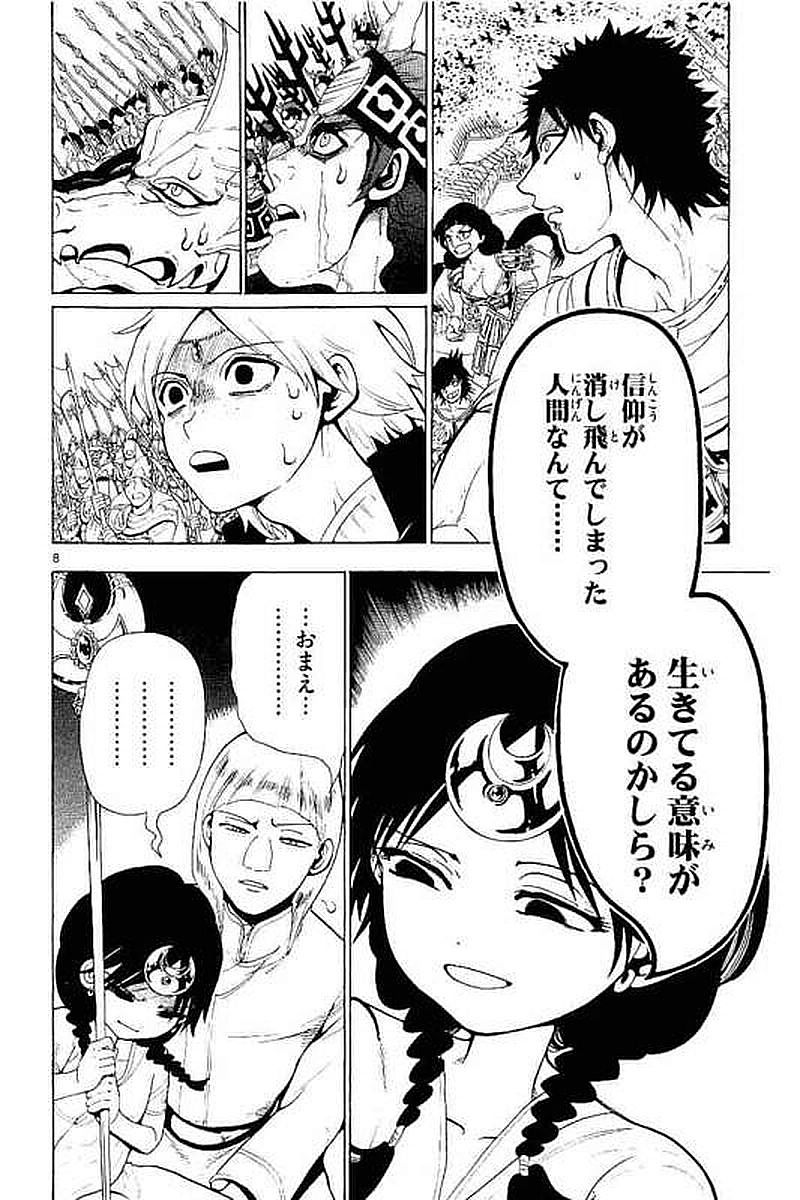 信仰が
消し飛んでしまった
人間なんて……
生きてる意味が
あるのかしら？
8
…おまえ…
………
………
………